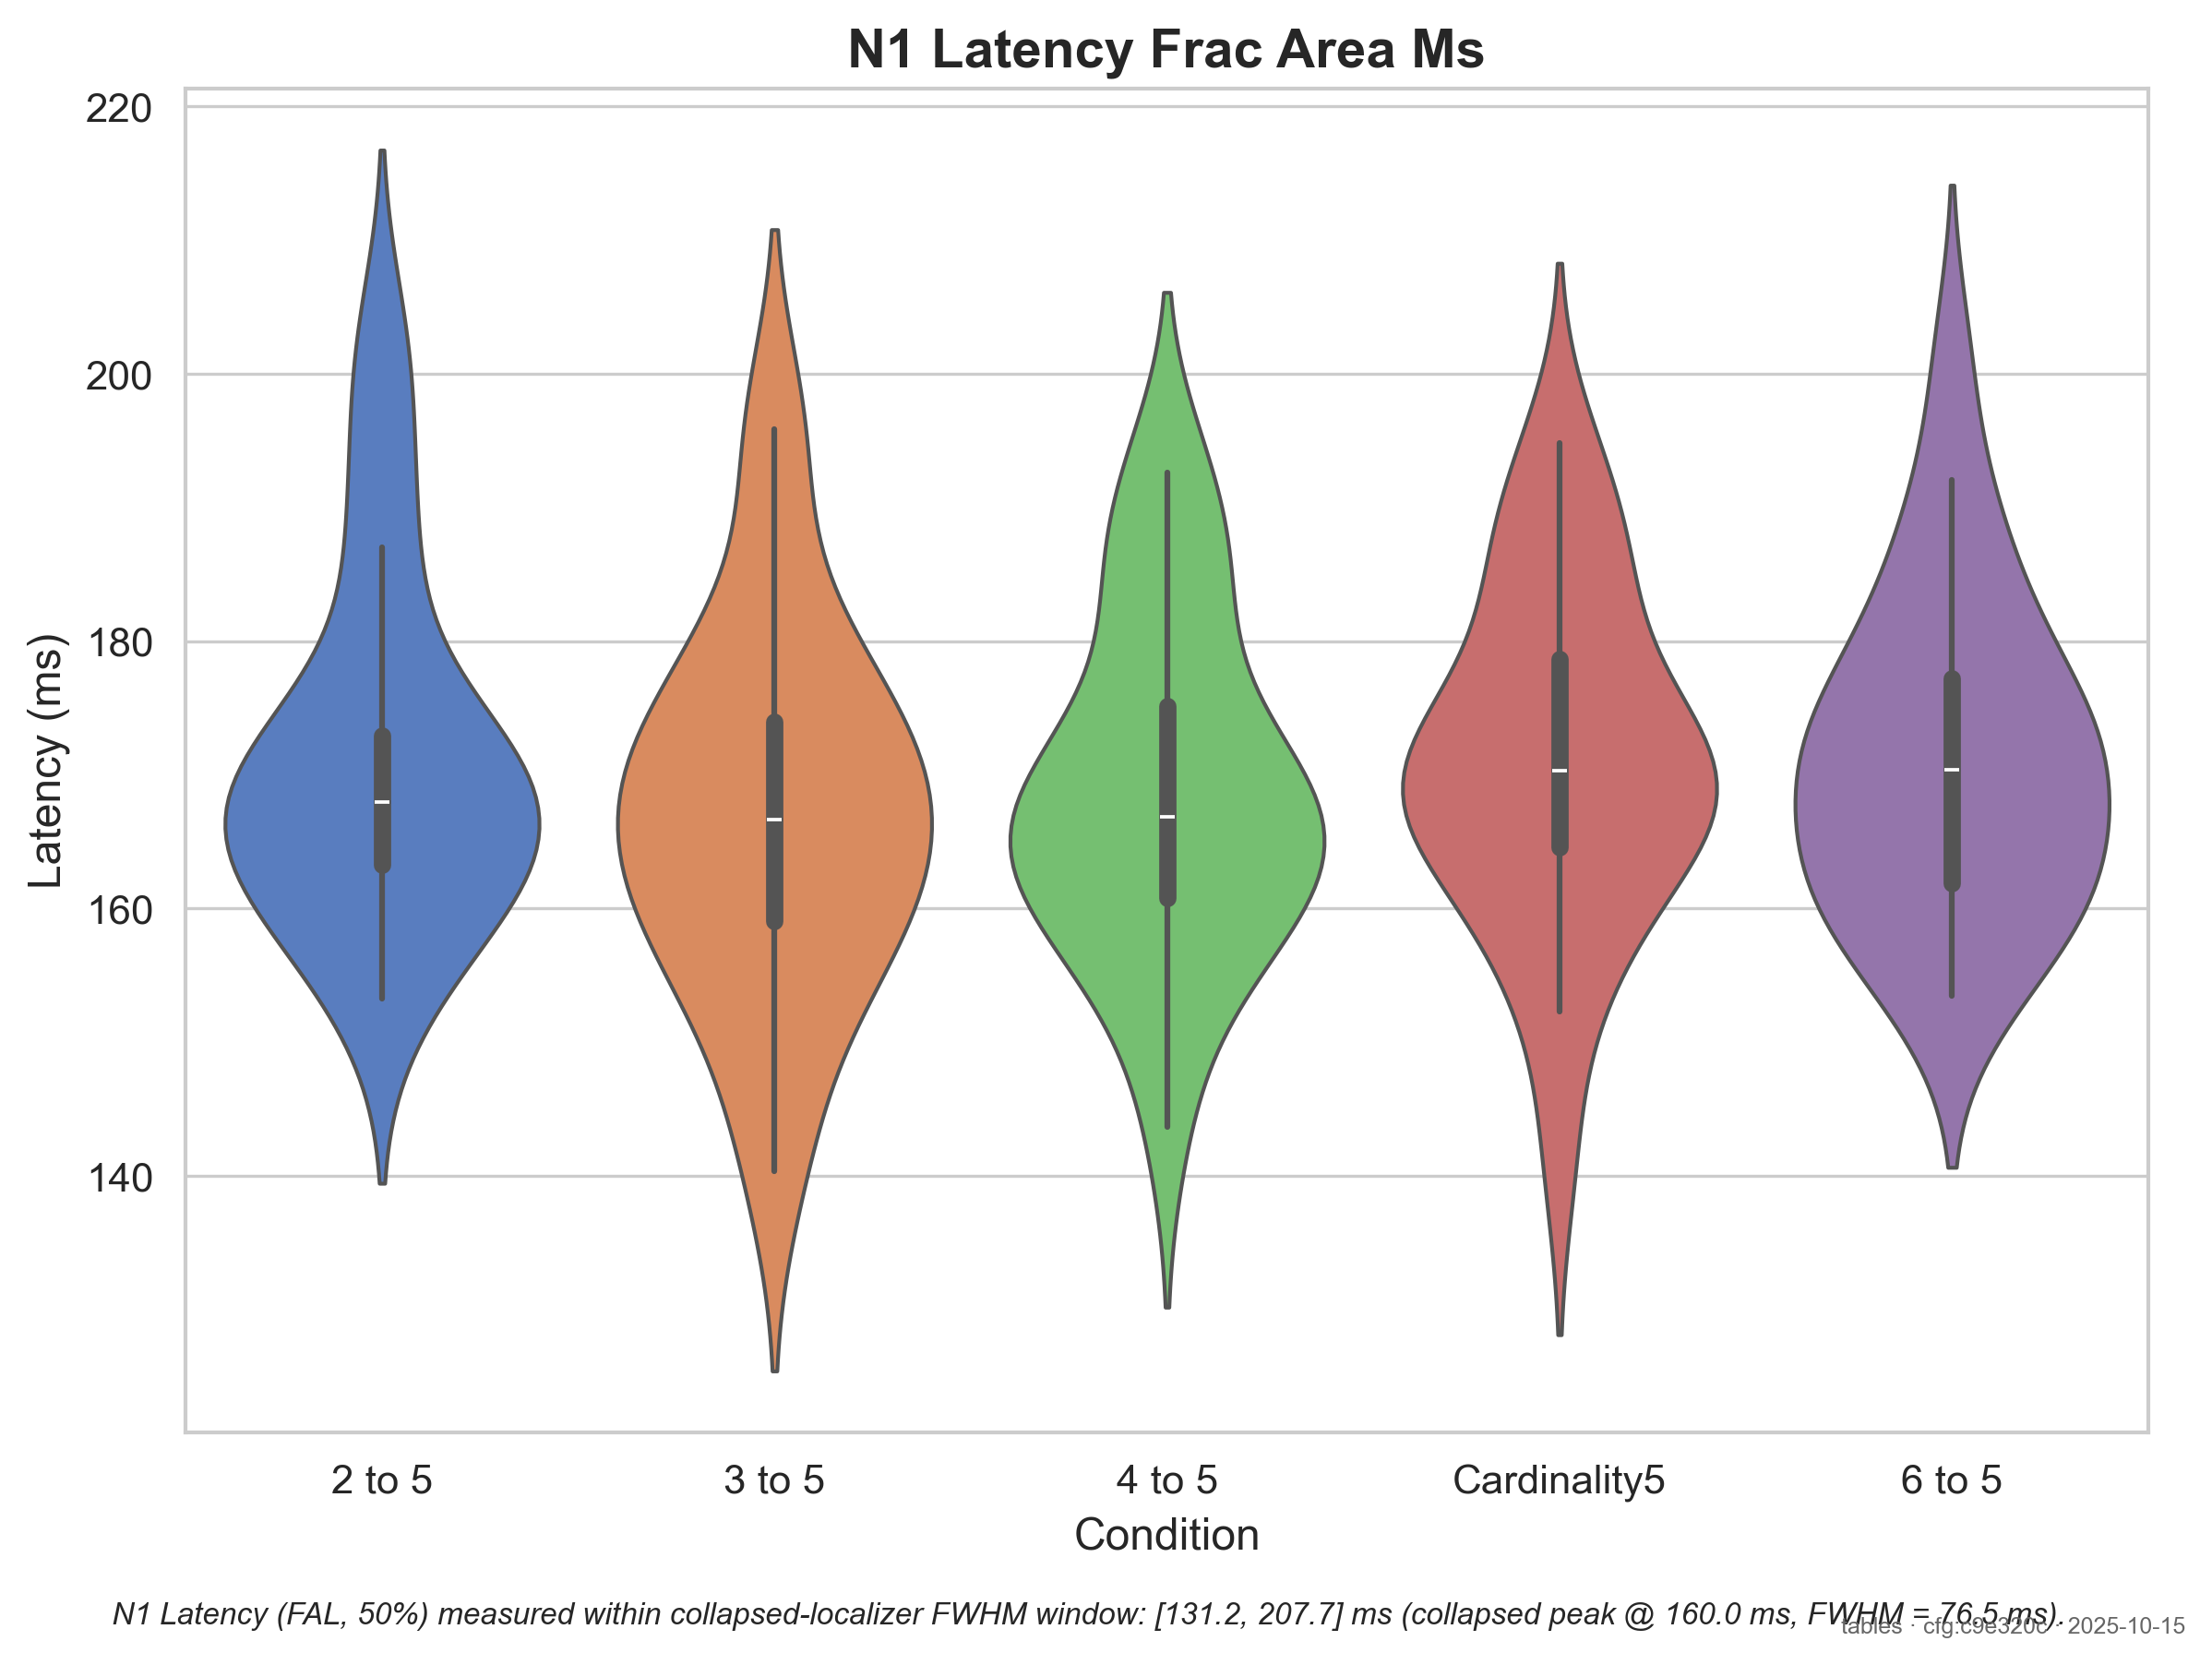 N1 Latency Frac Area Ms
220
200
180
160
140
Latency (ms)
2 to 5
3 to 5
4 to 5
Cardinality5
6 to 5
Condition
N1 Latency (FAL, 50%) measured within collapsed-localizer FWHM window: [131.2, 207.7] ms (collapsed peak @ 160.0 ms, FWHM = 76.5 ms).
tables · cfg:c9e320c · 2025-10-15